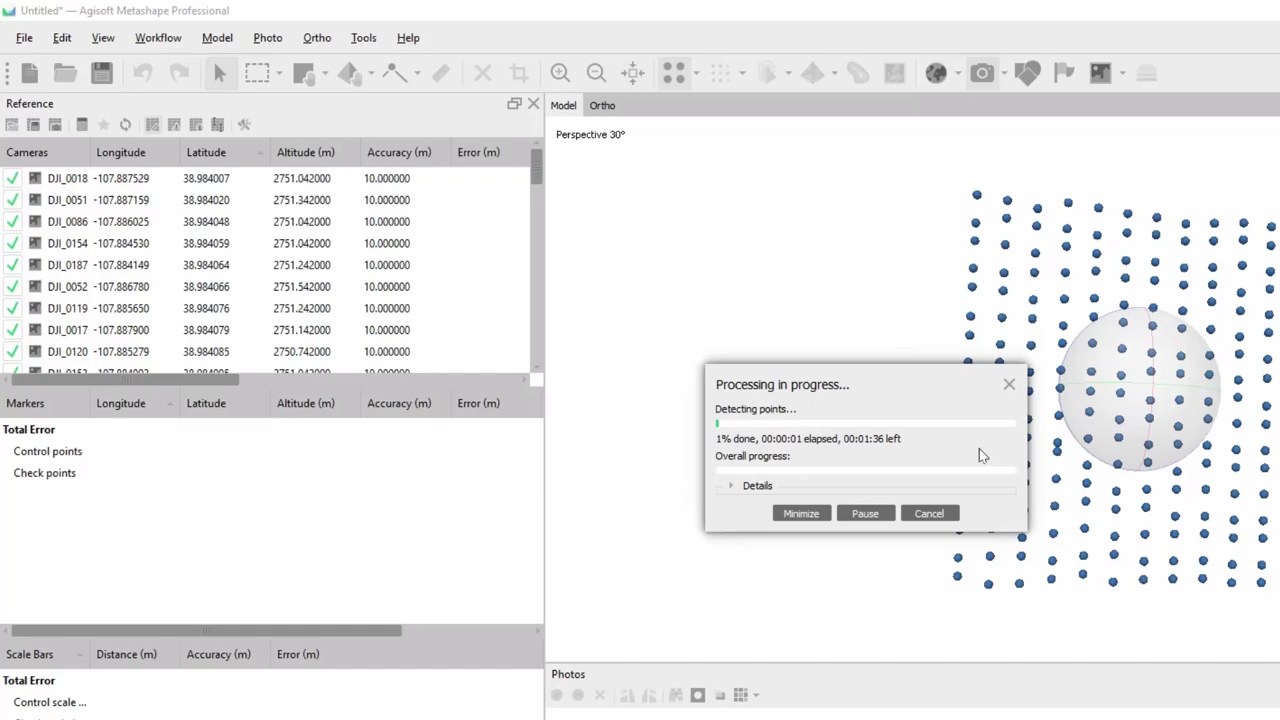 Untitled* — Agisoft Metashape Professional
File Edit View Workflow Model Photo Ortho Tools Help
Reference
Cameras Longitude Latitude Altitude (m) Accuracy (m) Error (m)
DJI_0018 -107.887529 38.984007 2751.042000 10.000000
DJI_0051 -107.887159 38.984020 2751.342000 10.000000
DJI_0086 -107.886025 38.984048 2751.042000 10.000000
DJI_0154 -107.884530 38.984059 2751.042000 10.000000
DJI_0187 -107.884149 38.984064 2751.242000 10.000000
DJI_0052 -107.886780 38.984066 2751.542000 10.000000
DJI_0119 -107.885650 38.984076 2751.242000 10.000000
DJI_0017 -107.887900 38.984079 2751.142000 10.000000
DJI_0120 -107.885279 38.984085 2750.742000 10.000000
Markers Longitude Latitude Altitude (m) Accuracy (m) Error (m)
Total Error
Control points
Check points
Scale Bars Distance (m) Accuracy (m) Error (m)
Total Error
Control scale ...
Model Ortho
Perspective 30°
Processing in progress...
Detecting points...
1% done, 00:00:01 elapsed, 00:01:36 left
Overall progress:
Details
Minimize Pause Cancel
Photos